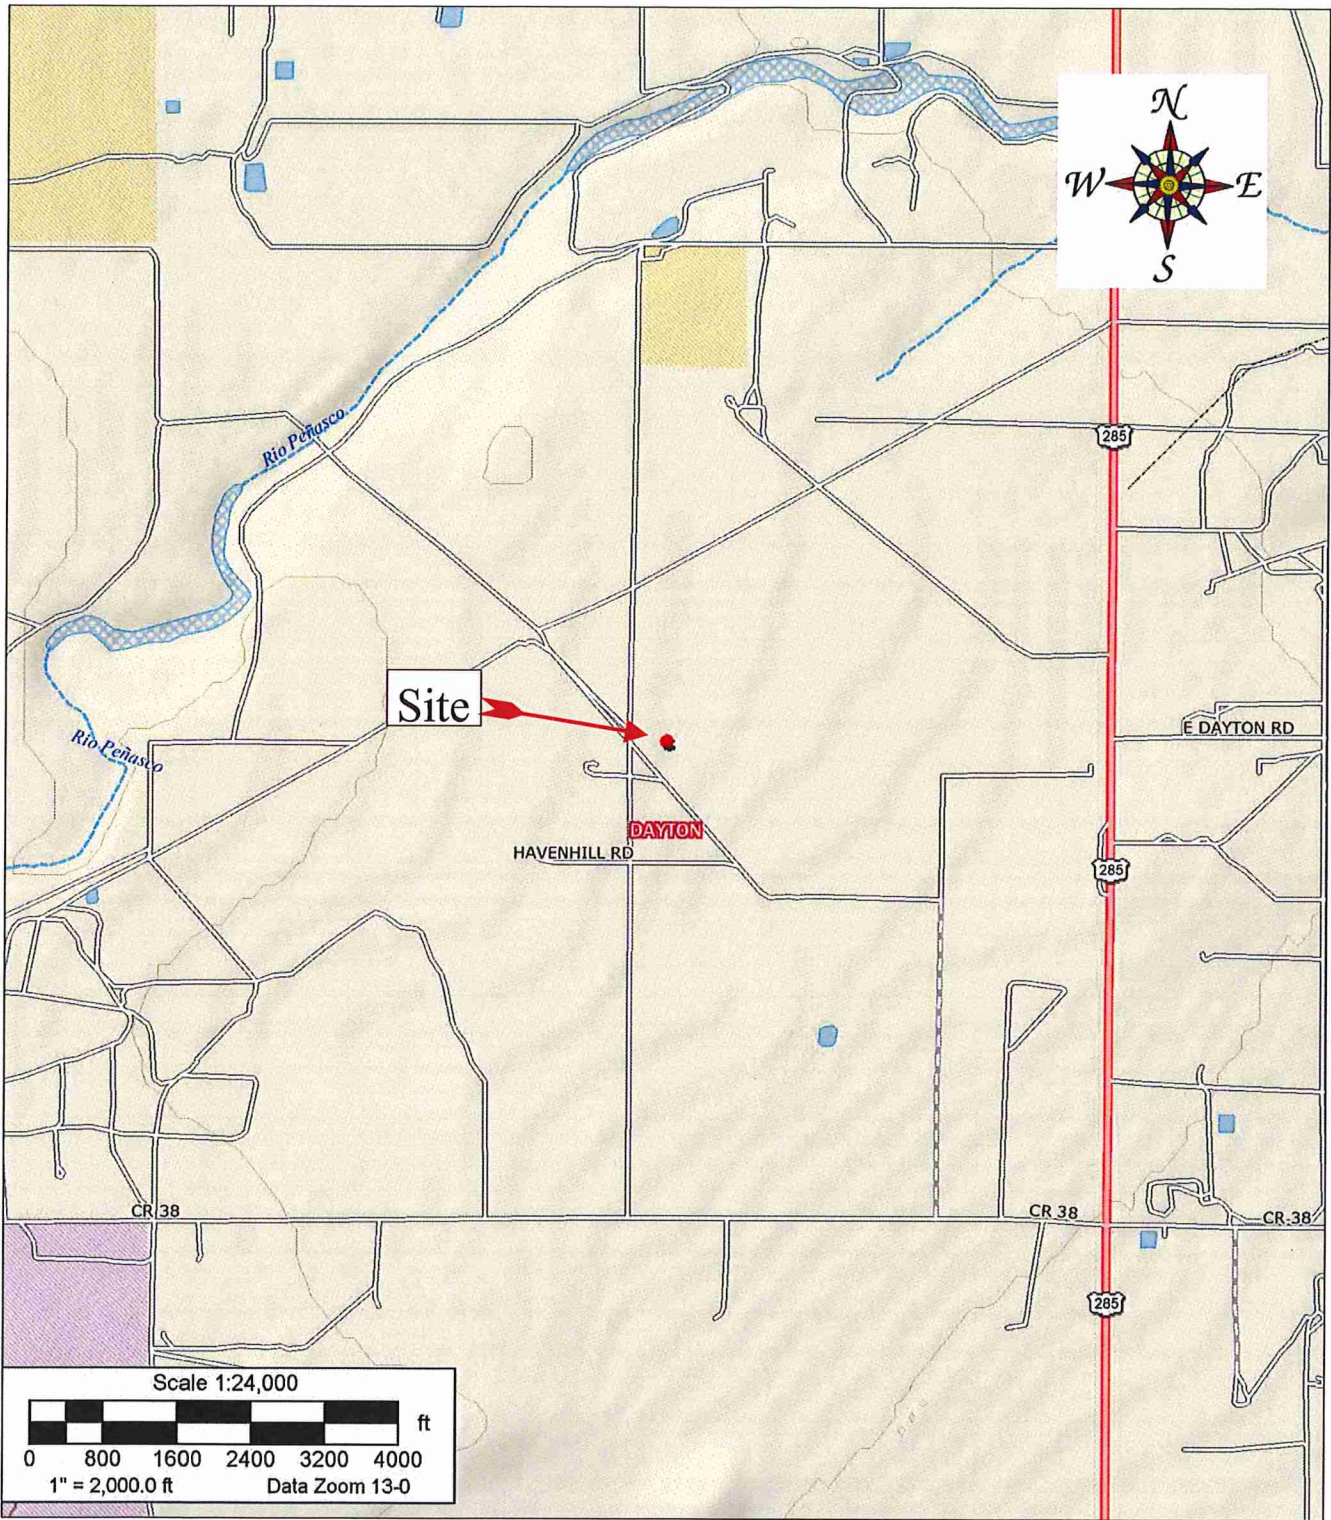 N
W E
S
285
Rio Peñasco
Site
E DAYTON RD
Rio Peñasco
DAYTON
HAVENHILL RD
285
CR 38
CR 38
CR-38
285
Scale 1:24,000
ft
0 800 1600 2400 3200 4000
1" = 2,000.0 ft Data Zoom 13-0